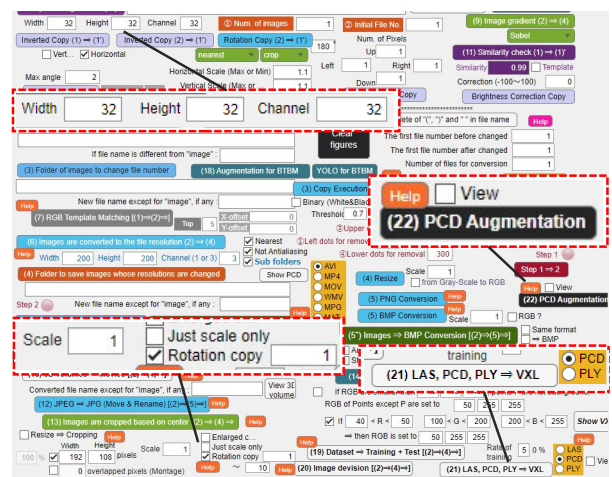 Width 32 Height 32 Channel 32 ① Num. of images 1 ② Initial File No. 1 (9) Image gradient (2) ⇒ (4)
Inverted Copy (1) ⇒ (1') Inverted Copy (2) ⇒ (1') Rotation Copy (2) ⇒ (1') 180 ° Num. of Pixels Sobel
Vert... Horizontal nearest crop Up 1 (11) Similarity check (1) ⇒ (1')
Left 1 Right 1 Similarity 0.99 Template
Max angle 2 Horizontal Scale (Max or Min) 1.1 Down 1 Correction (-100~100) 0
Vertical Scale (Max or 1.1 Copy Brightness Correction Copy
Width 32 Height 32 Channel 32
ete of "(", ")" and " " in file name Help
Clear figures The first file number before changed 1
The first file number after changed 1
If file name is different from "image" : Number of files for conversion 1
(3) Folder of images to change file number (18) Augmentation for BTBM YOLO for BTBM
(3) Copy Execution
Help New file name except for "image", if any : Binary (White&Blac
Help View
(22) PCD Augmentation
(7) RGB Template Matching [(1)⇒(2)⇒] Top 5 X-offset 0 Threshold 0.7
Y-offset 0 ②Upper
(6) Images are converted to the file resolution (2) ⇒ (4) Nearest ①Left dots for remov
Not Antialiasing ④Lower dots for removal 300 Step 1
Help Width 200 Height 200 Channel (1 or 3) 3 Sub folders
(4) Folder to save images whose resolutions are changed Show PCD AVI MP4 MOV WMV MPG (4) Resize Scale 1 Step 1 ⇒ 2
from Gray-Scale to RGB Help View
Step 2 New file name except for "image", if any : (5) PNG Conversion Help (22) PCD Augmentation
(5) BMP Conversion Help Scale 1 RGB ?
Scale 1 Just scale only
Rotation copy 1
(5") Images ⇒ BMP Conversion [(2)⇒(5)⇒] Same format
⇒ BMP
training PCD
(21) LAS, PCD, PLY ⇒ VXL PLY
Converted file name except for "image", if any : View 3D volume
(12) JPEG ⇒ JPG (Move & Rename) [(2)⇒(5)⇒] Help RGB of Points except P are set to 50 255 255
(13) Images are cropped based on center (2) ⇒ (4) ⇒ Help If 40 < R < 50 100 < G < 200 200 < B < 255 Show VX
Resize ⇒ Cropping Help Enlarged c... ⇒ then RGB is set to 50 255 255
Width Height Scale 1 Just scale only
100 % 192 108 pixels Rotation copy 1 (19) Dataset ⇒ Training + Test [(2)⇒(4)⇒] Rate of training 5 0 % LAS
PCD Vie
0 overlapped pixels (Montage) Help ~ 10 Help (20) Image devision [(2)⇒(4)⇒] (21) LAS, PCD, PLY ⇒ VXL PLY